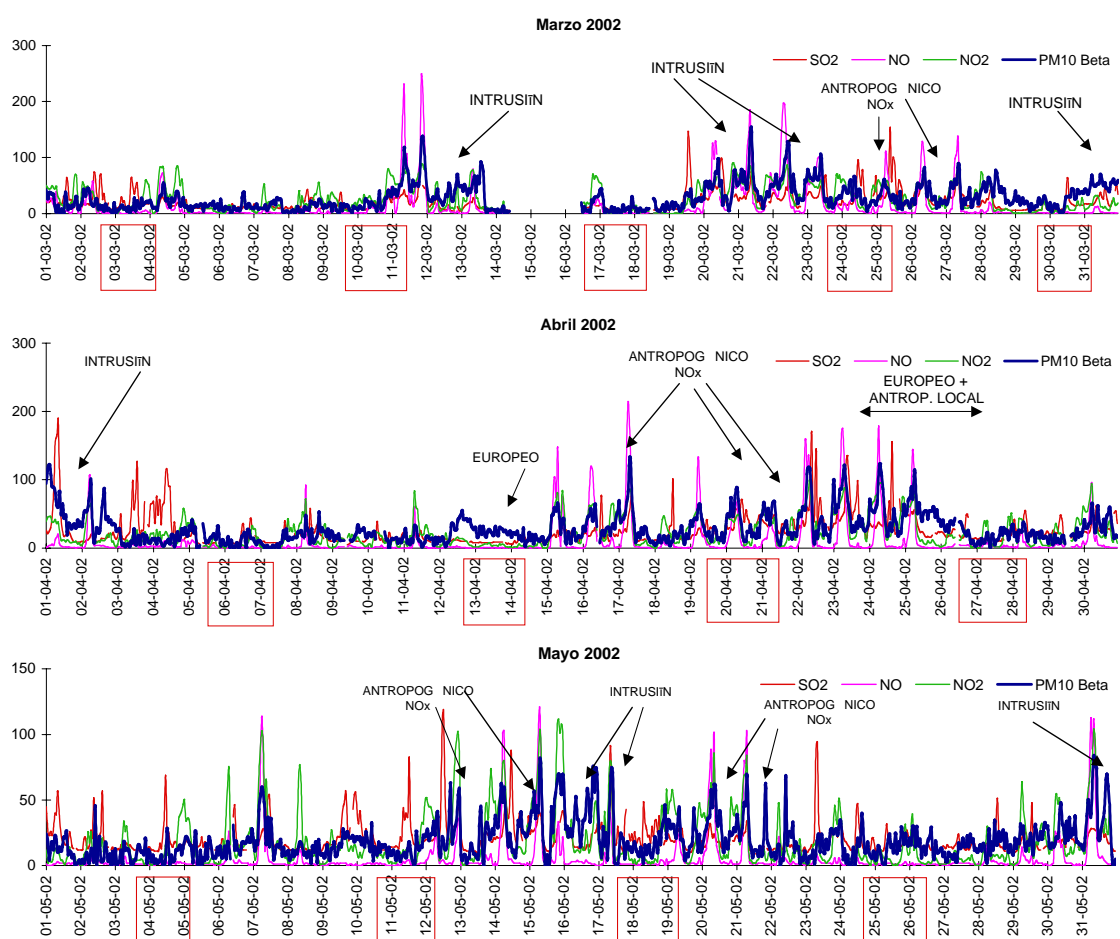 Marzo 2002
300
SO2 NO NO2 PM10 Beta
INTRUSIÏN
ANTROPOG NICO
NOx
INTRUSIÏN
INTRUSIÏN
200
100
0
01-03-02 02-03-02 03-03-02 04-03-02 05-03-02 06-03-02 07-03-02 08-03-02 09-03-02 10-03-02 11-03-02 12-03-02 13-03-02 14-03-02 15-03-02 16-03-02 17-03-02 18-03-02 19-03-02 20-03-02 21-03-02 22-03-02 23-03-02 24-03-02 25-03-02 26-03-02 27-03-02 28-03-02 29-03-02 30-03-02 31-03-02
Abril 2002
300
INTRUSIÏN
ANTROPOG NICO
NOx
SO2 NO NO2 PM10 Beta
EUROPEO +
ANTROP. LOCAL
200
EUROPEO
100
0
01-04-02 02-04-02 03-04-02 04-04-02 05-04-02 06-04-02 07-04-02 08-04-02 09-04-02 10-04-02 11-04-02 12-04-02 13-04-02 14-04-02 15-04-02 16-04-02 17-04-02 18-04-02 19-04-02 20-04-02 21-04-02 22-04-02 23-04-02 24-04-02 25-04-02 26-04-02 27-04-02 28-04-02 29-04-02 30-04-02
Mayo 2002
150
SO2 NO NO2 PM10 Beta
ANTROPOG NICO
NOx
INTRUSIÏN
ANTROPOG NICO
NOx
INTRUSIÏN
100
50
0
01-05-02 02-05-02 03-05-02 04-05-02 05-05-02 06-05-02 07-05-02 08-05-02 09-05-02 10-05-02 11-05-02 12-05-02 13-05-02 14-05-02 15-05-02 16-05-02 17-05-02 18-05-02 19-05-02 20-05-02 21-05-02 22-05-02 23-05-02 24-05-02 25-05-02 26-05-02 27-05-02 28-05-02 29-05-02 30-05-02 31-05-02